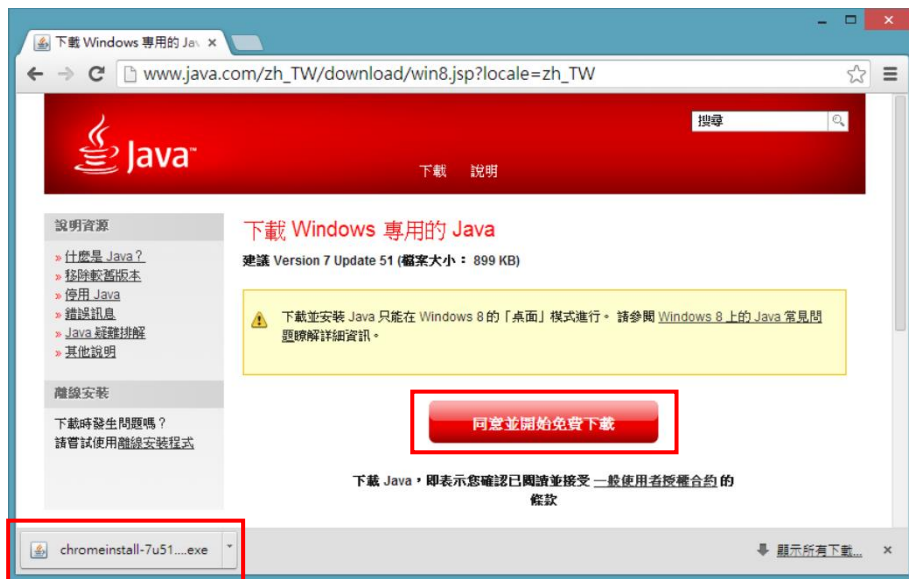 下載 Windows 專用的 Jav
www.java.com/zh_TW/download/win8.jsp?locale=zh_TW
搜尋
Java™
下載 說明
說明資源
» 什麼是 Java？
» 移除較舊版本
» 停用 Java
» 錯誤訊息
» Java 疑難排解
» 其他說明
離線安裝
下載時發生問題嗎？
請嘗試使用離線安裝程式
下載 Windows 專用的 Java
建議 Version 7 Update 51 (檔案大小： 899 KB)
下載並安裝 Java 只能在 Windows 8 的「桌面」模式進行。 請參閱 Windows 8 上的 Java 常見問
題瞭解詳細資訊。
同意並開始免費下載
下載 Java，即表示您確認已閱讀並接受 一般使用者授權合約 的
條款
chromeinstall-7u51....exe
顯示所有下載...